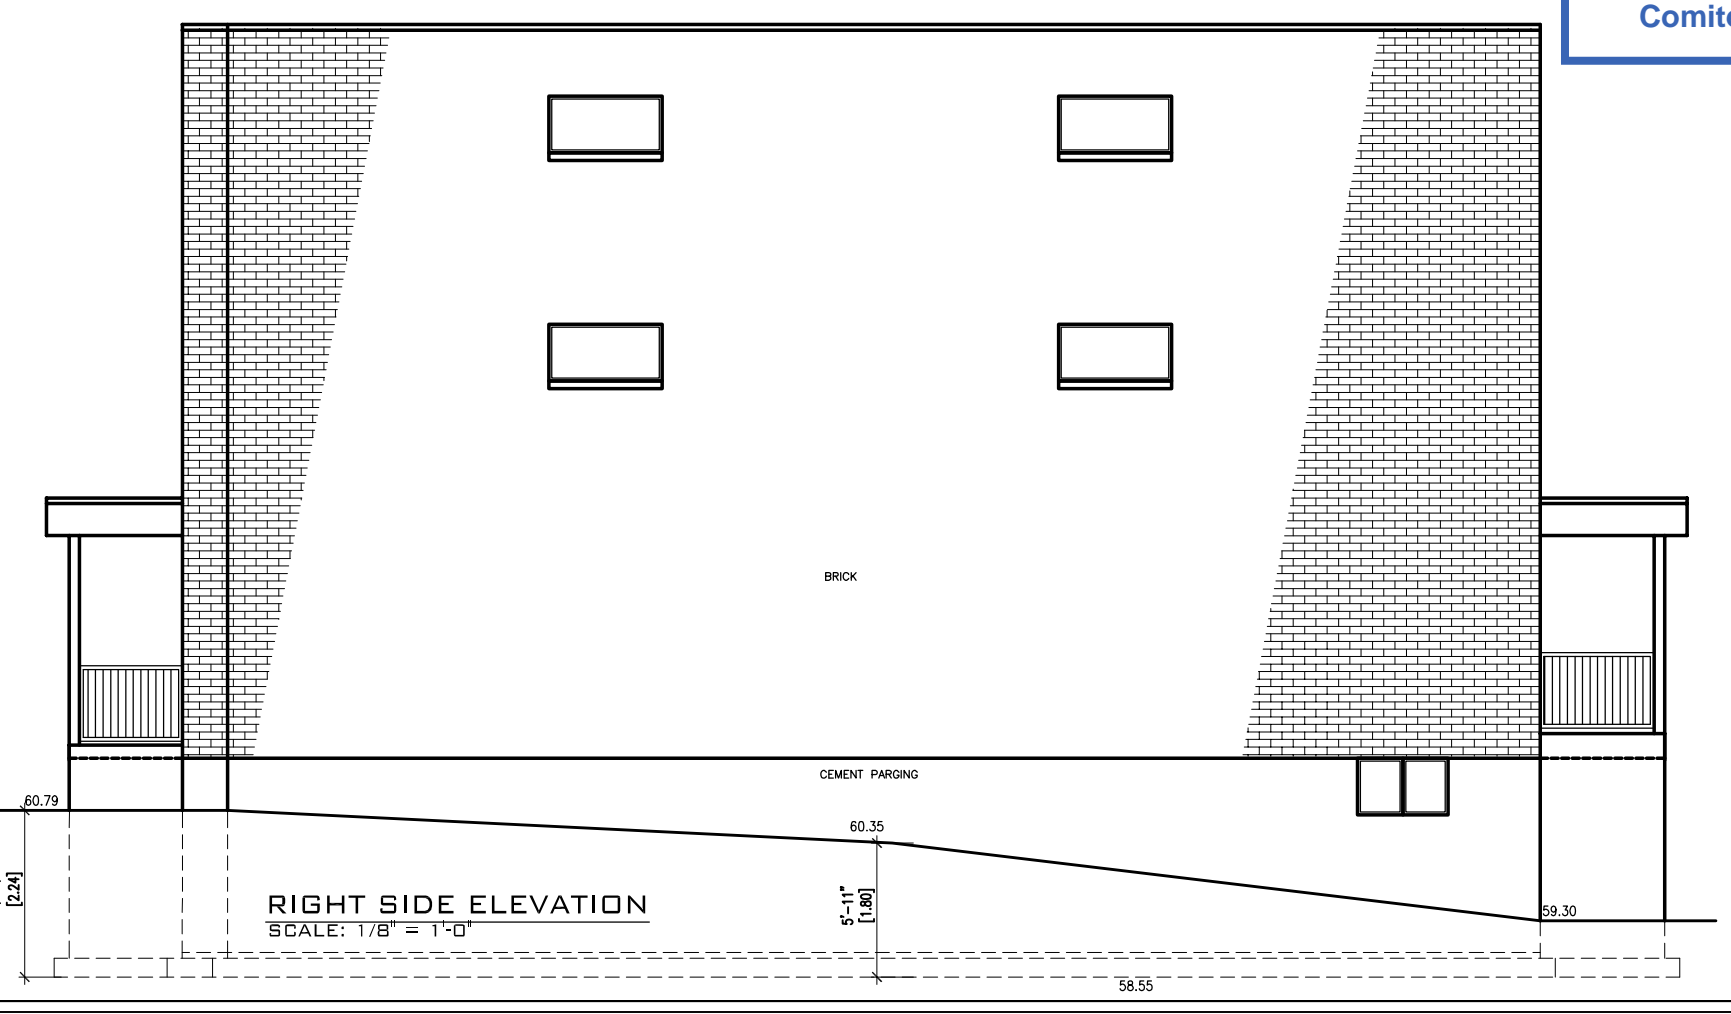 Comité
BRICK
CEMENT PARGING
60.79
60.35
[2.24]
5'-11"
[1.80]
59.30
RIGHT SIDE ELEVATION
SCALE: 1/8" = 1'-0"
58.55